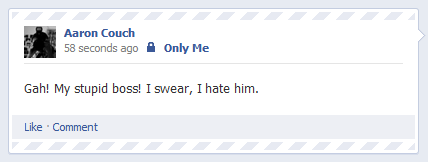 Aaron Couch
58 seconds ago Only Me
Gah! My stupid boss! I swear, I hate him.
Like · Comment